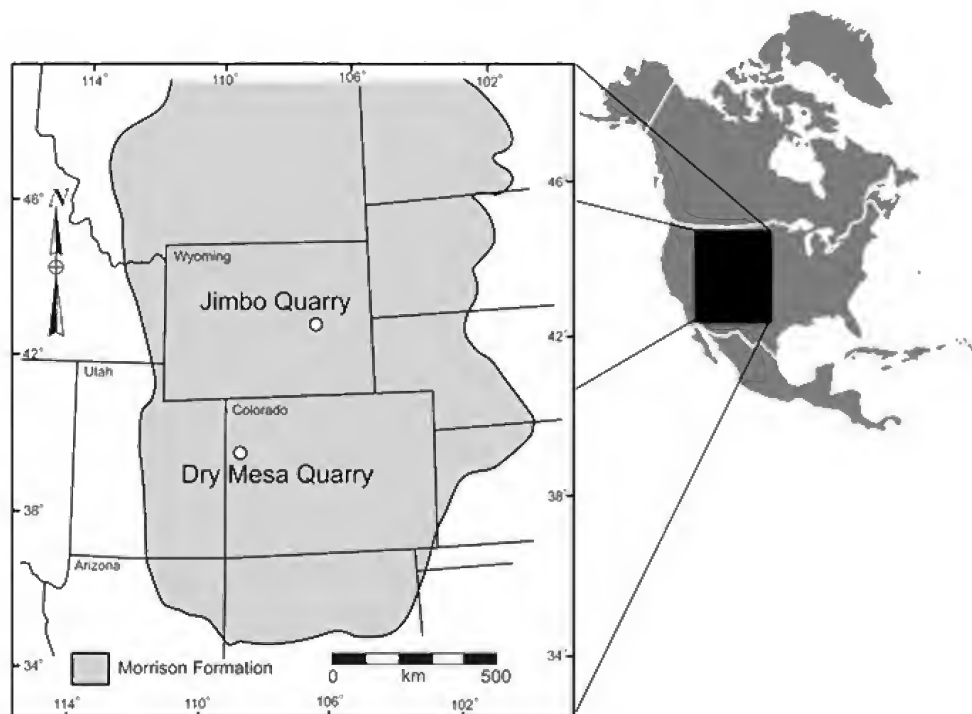 114° 110° 106° 102°
46°
46°
N
Wyoming
Jimbo Quarry
42°
42°
Utah
Colorado
Dry Mesa Quarry
38°
38°
Arizona
Morrison Formation
0 km 500
34°
34°
114° 110° 106° 102°